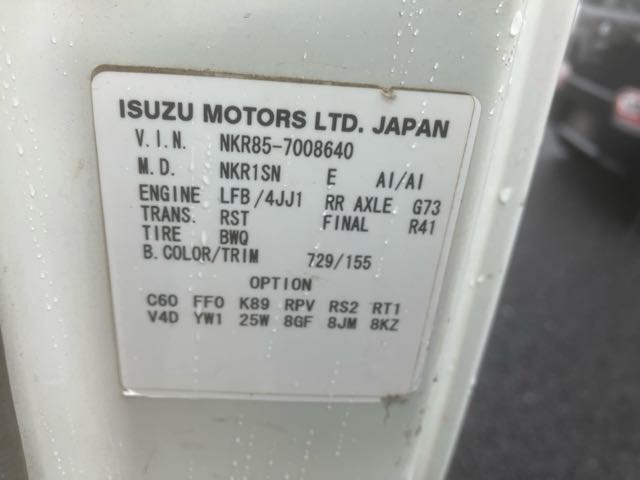 ISUZU MOTORS LTD. JAPAN
V.I.N. NKR85-7008640
M.D. NKR1SN E AI/AI
ENGINE LFB/4JJ1 RR AXLE G73
TRANS. RST FINAL R41
TIRE BWQ
B.COLOR/TRIM 729/155
OPTION
C60 FF0 K89 RPV RS2 RT1
V4D YW1 25W 8GF 8JM 8KZ